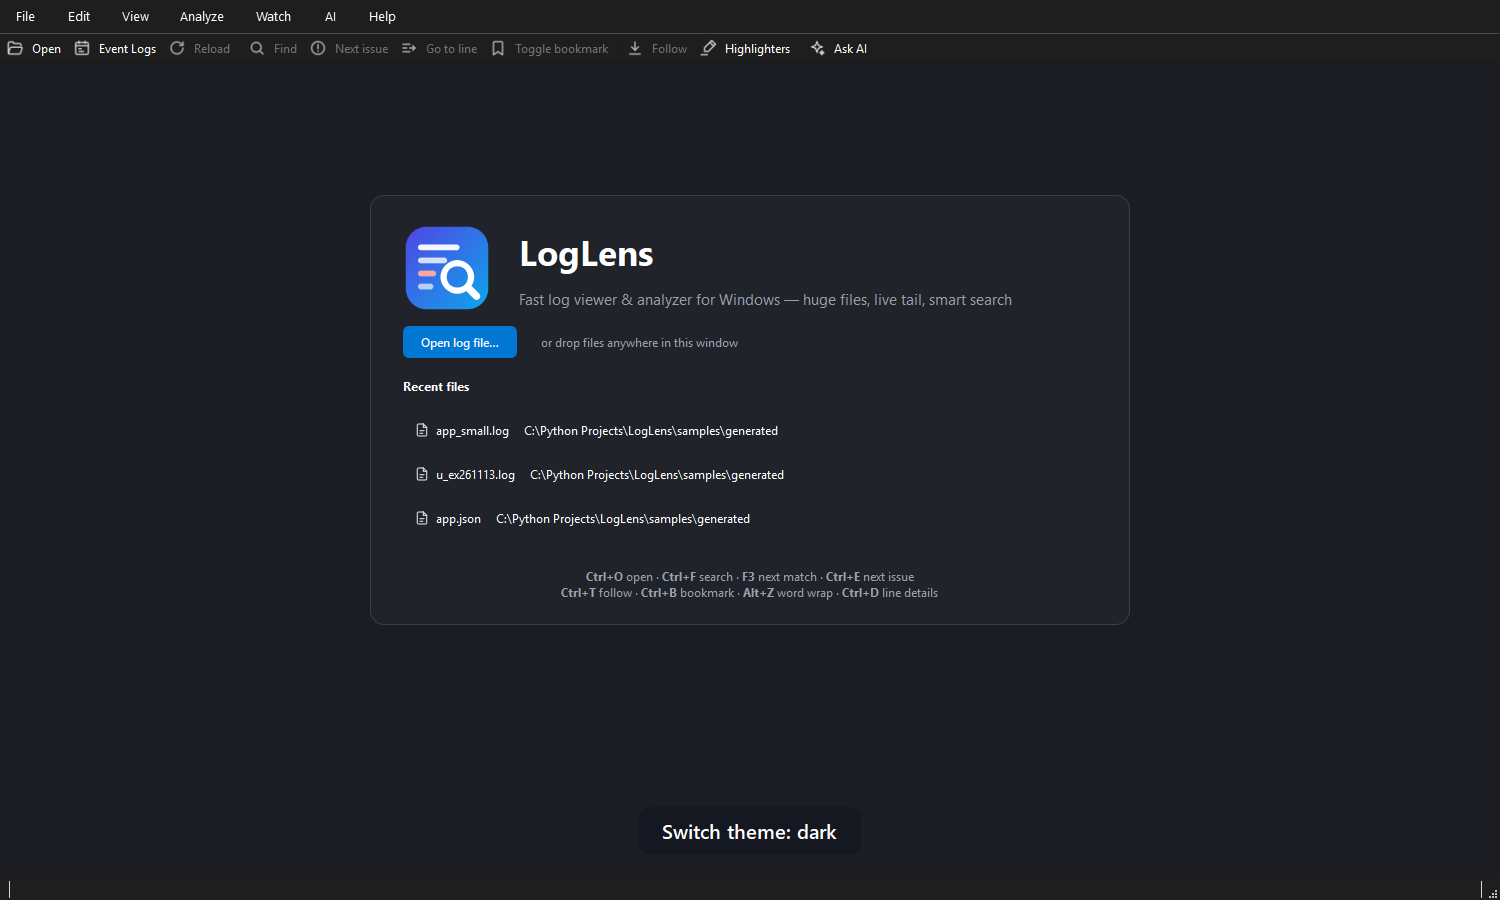 File Edit View Analyze Watch AI Help
Open Event Logs Reload Find Next issue Go to line Toggle bookmark Follow Highlighters Ask AI
LogLens
Fast log viewer & analyzer for Windows — huge files, live tail, smart search
Open log file... or drop files anywhere in this window
Recent files
app_small.log C:\Python Projects\LogLens\samples\generated
u_ex261113.log C:\Python Projects\LogLens\samples\generated
app.json C:\Python Projects\LogLens\samples\generated
Ctrl+O open · Ctrl+F search · F3 next match · Ctrl+E next issue
Ctrl+T follow · Ctrl+B bookmark · Alt+Z word wrap · Ctrl+D line details
Switch theme: dark